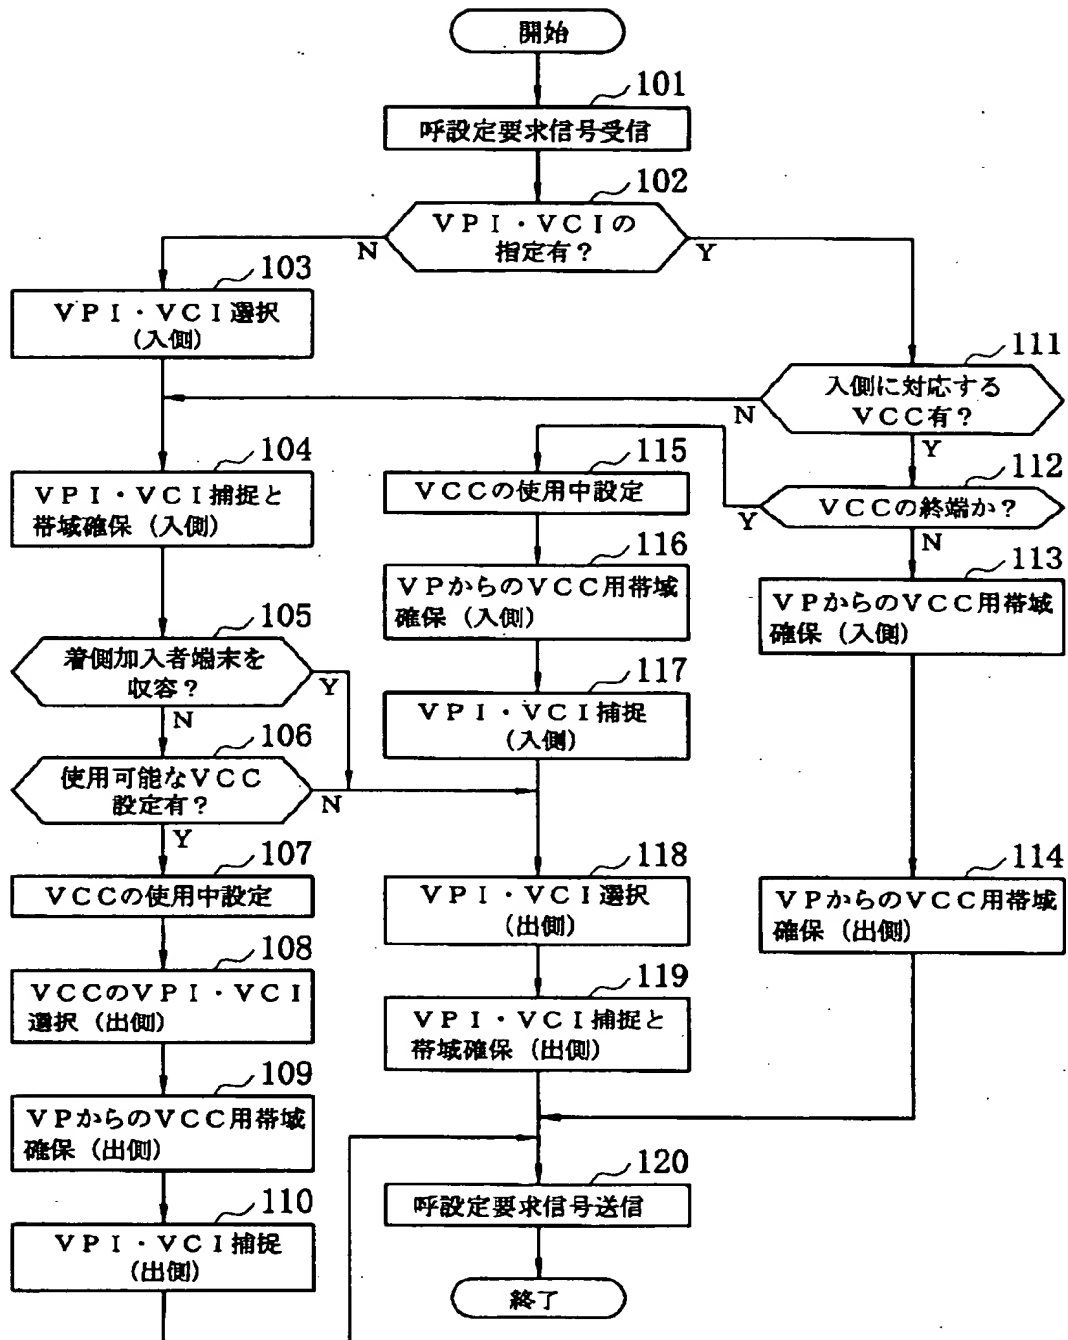 開始
101
呼設定要求信号受信
102
ＶＰＩ・ＶＣＩの
指定有？
N
Y
103
ＶＰＩ・ＶＣＩ選択
(入側)
111
入側に対応する
ＶＣＣ有？
N
Y
104
ＶＰＩ・ＶＣＩ捕捉と
帯域確保（入側）
115
ＶＣＣの使用中設定
112
ＶＣＣの終端か？
Y
N
116
ＶＰからのＶＣＣ用帯域
確保（入側）
113
ＶＰからのＶＣＣ用帯域
確保（入側）
105
着側加入者端末を
収容？
Y
N
117
ＶＰＩ・ＶＣＩ捕捉
(入側)
106
使用可能なＶＣＣ
設定有？
N
Y
107
ＶＣＣの使用中設定
118
ＶＰＩ・ＶＣＩ選択
(出側)
114
ＶＰからのＶＣＣ用帯域
確保（出側）
108
ＶＣＣのＶＰＩ・ＶＣＩ
選択（出側）
119
ＶＰＩ・ＶＣＩ捕捉と
帯域確保（出側）
109
ＶＰからのＶＣＣ用帯域
確保（出側）
120
呼設定要求信号送信
110
ＶＰＩ・ＶＣＩ捕捉
(出側)
終了